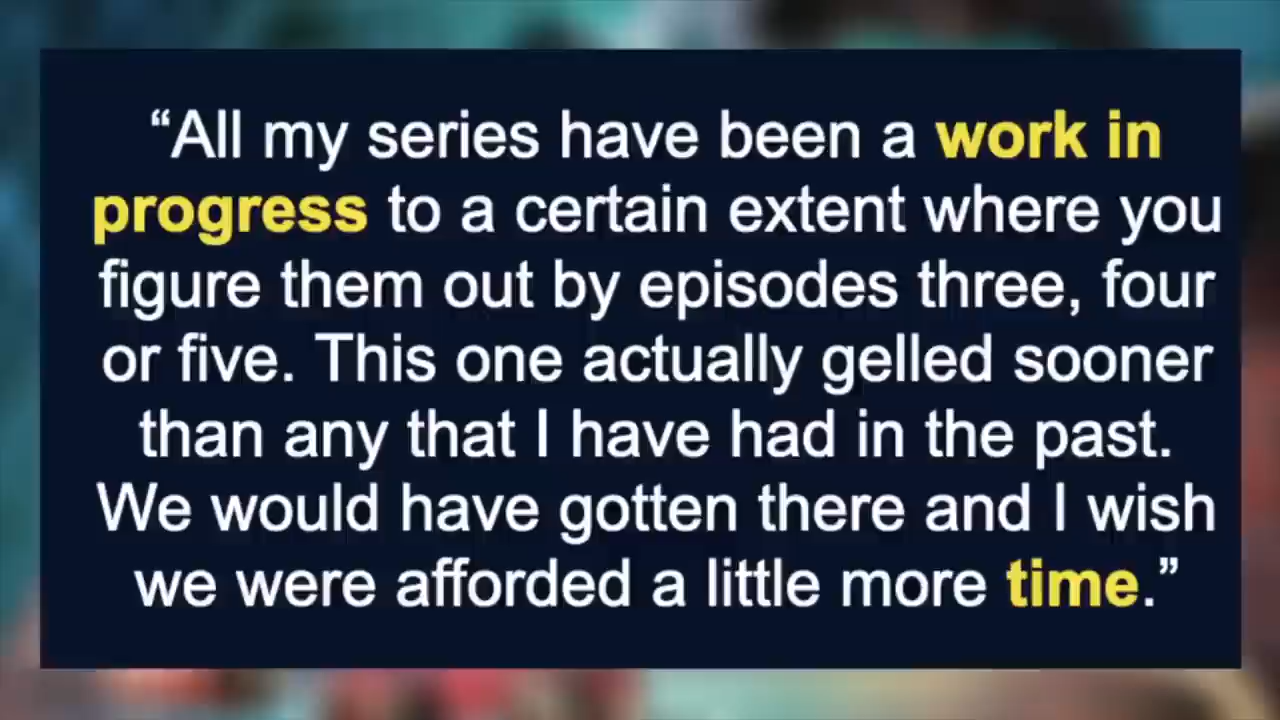 “All my series have been a work in
progress to a certain extent where you
figure them out by episodes three, four
or five. This one actually gelled sooner
than any that I have had in the past.
We would have gotten there and I wish
we were afforded a little more time.”